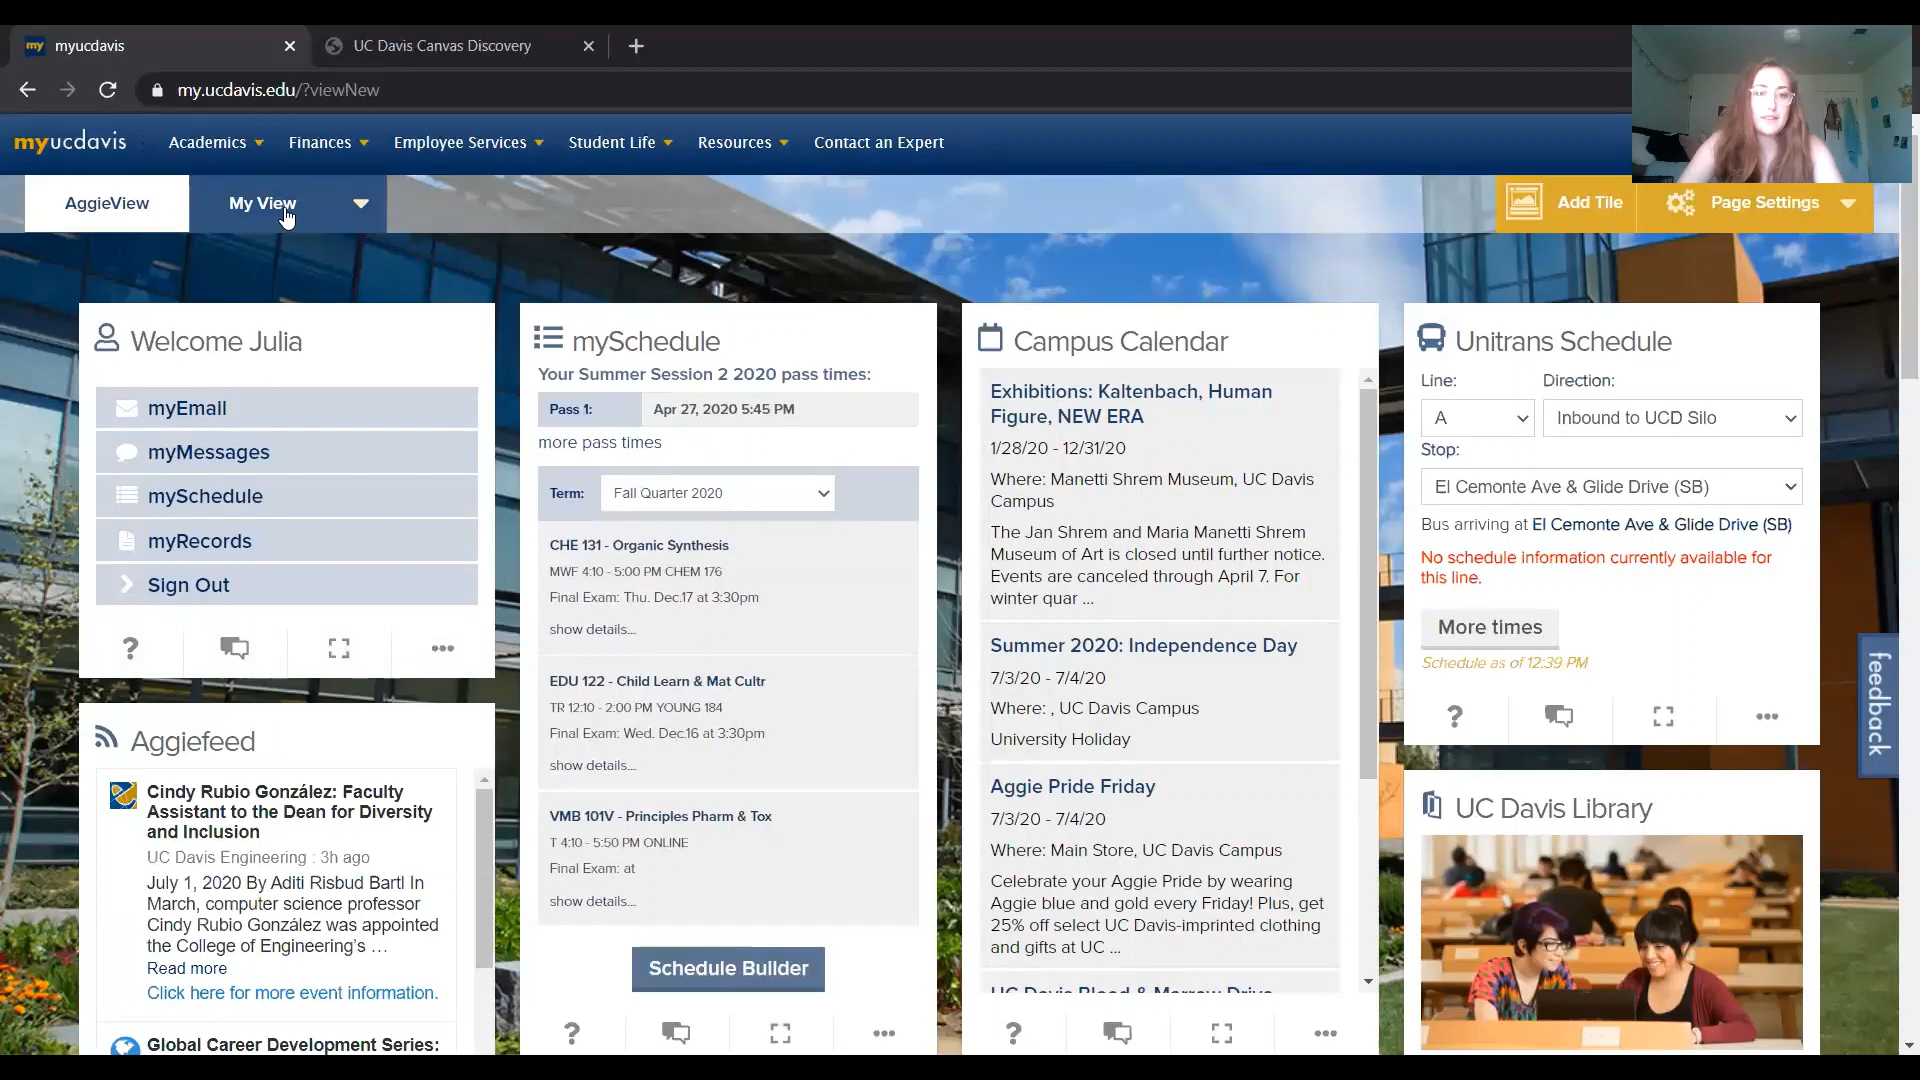 my
myucdavis
UC Davis Canvas Discovery
my.ucdavis.edu/?viewNew
myucdavis
Academics
Finances
Employee Services
Student Life
Resources
Contact an Expert
AggieView
My View
Add Tile
Page Settings
Welcome Julia
myEmail
myMessages
mySchedule
myRecords
Sign Out
?
Aggiefeed
Cindy Rubio González: Faculty
Assistant to the Dean for Diversity
and Inclusion
UC Davis Engineering : 3h ago
July 1, 2020 By Aditi Risbud Bartl In
March, computer science professor
Cindy Rubio González was appointed
the College of Engineering's …
Read more
Click here for more event information.
Global Career Development Series:
mySchedule
Your Summer Session 2 2020 pass times:
Pass 1:
Apr 27, 2020 5:45 PM
more pass times
Term:
Fall Quarter 2020
CHE 131 - Organic Synthesis
MWF 4:10 - 5:00 PM CHEM 176
Final Exam: Thu. Dec.17 at 3:30pm
show details...
EDU 122 - Child Learn & Mat Cultr
TR 12:10 - 2:00 PM YOUNG 184
Final Exam: Wed. Dec.16 at 3:30pm
show details...
VMB 101V - Principles Pharm & Tox
T 4:10 - 5:50 PM ONLINE
Final Exam: at
show details...
Schedule Builder
?
Campus Calendar
Exhibitions: Kaltenbach, Human
Figure, NEW ERA
1/28/20 - 12/31/20
Where: Manetti Shrem Museum, UC Davis
Campus
The Jan Shrem and Maria Manetti Shrem
Museum of Art is closed until further notice.
Events are canceled through April 7. For
winter quar ...
Summer 2020: Independence Day
7/3/20 - 7/4/20
Where: , UC Davis Campus
University Holiday
Aggie Pride Friday
7/3/20 - 7/4/20
Where: Main Store, UC Davis Campus
Celebrate your Aggie Pride by wearing
Aggie blue and gold every Friday! Plus, get
25% off select UC Davis-imprinted clothing
and gifts at UC ...
UC Davis Blood & Marrow Drive
?
Unitrans Schedule
Line:
Direction:
A
Inbound to UCD Silo
Stop:
El Cemonte Ave & Glide Drive (SB)
Bus arriving at El Cemonte Ave & Glide Drive (SB)
No schedule information currently available for
this line.
More times
Schedule as of 12:39 PM
?
UC Davis Library
feedback